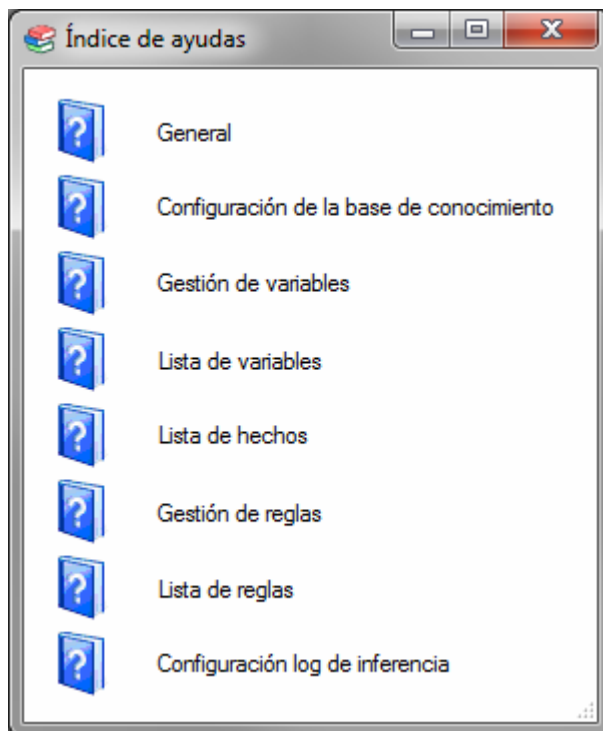 Índice de ayudas
General
Configuración de la base de conocimiento
Gestión de variables
Lista de variables
Lista de hechos
Gestión de reglas
Lista de reglas
Configuración log de inferencia